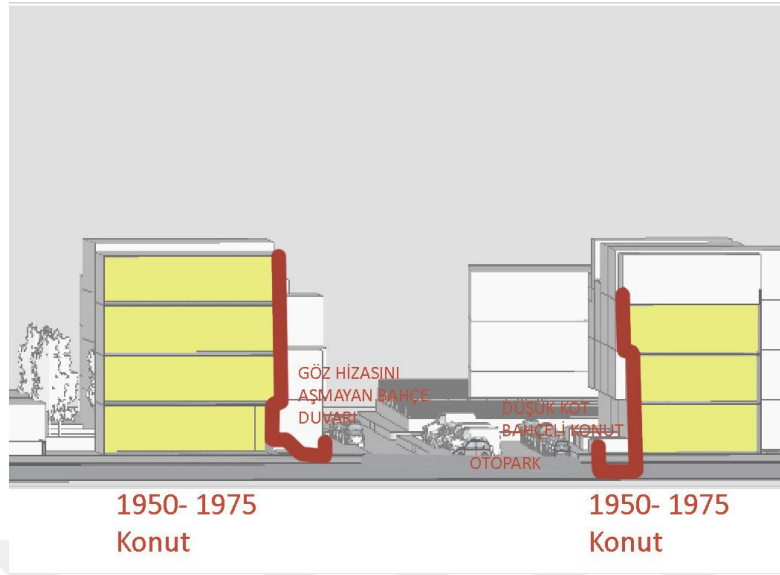 GÖZ HİZASINI
AŞMAYAN BAHÇE
DUVARI
DÜŞÜK KOT
BAHÇELİ KONUT
OTOPARK
1950- 1975
Konut
1950- 1975
Konut